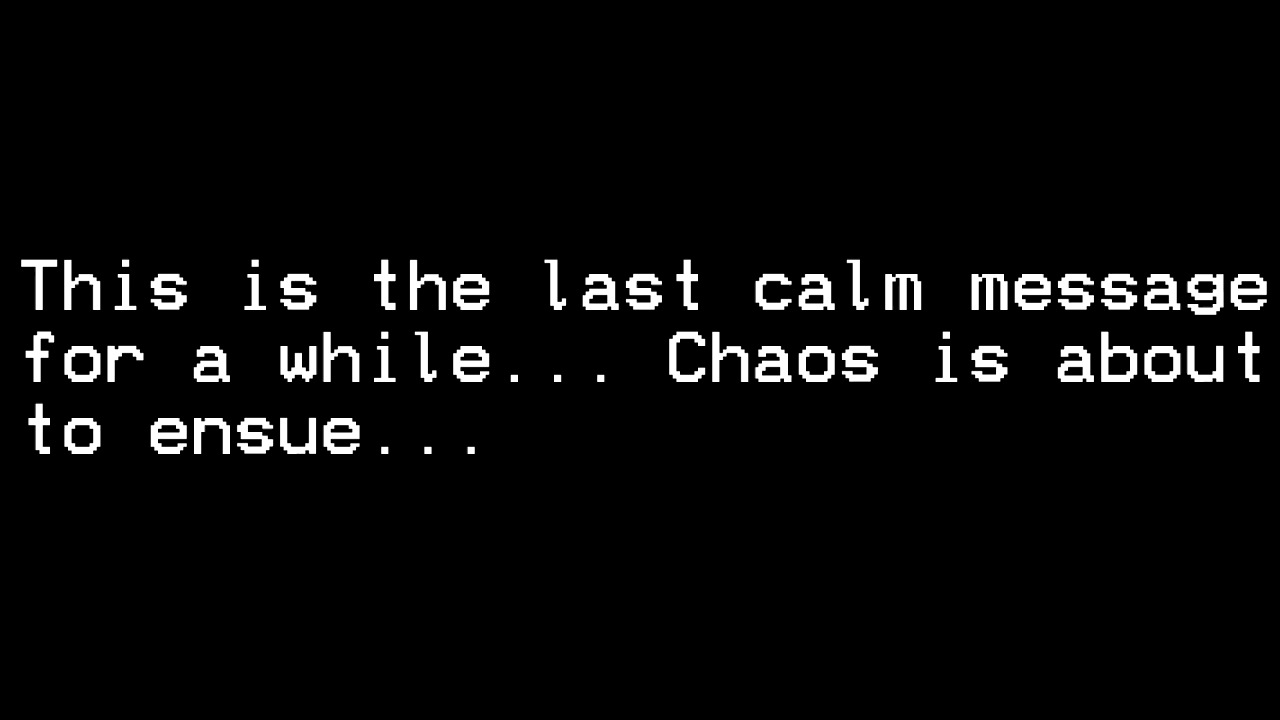 This is the last calm message
for a while... Chaos is about
to ensue...